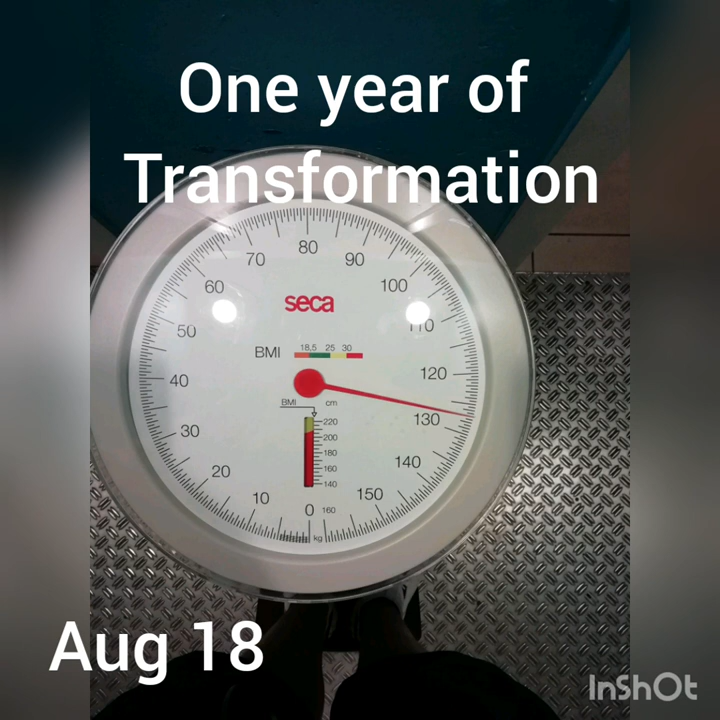 One year of
Transformation
80
70 90
60 100
seca
50 110
BMI 18,5 25 30
40 120
BMI cm
30 220 130
200
180
20 160 140
140
10 150
0 160
kg
Aug 18
InShOt